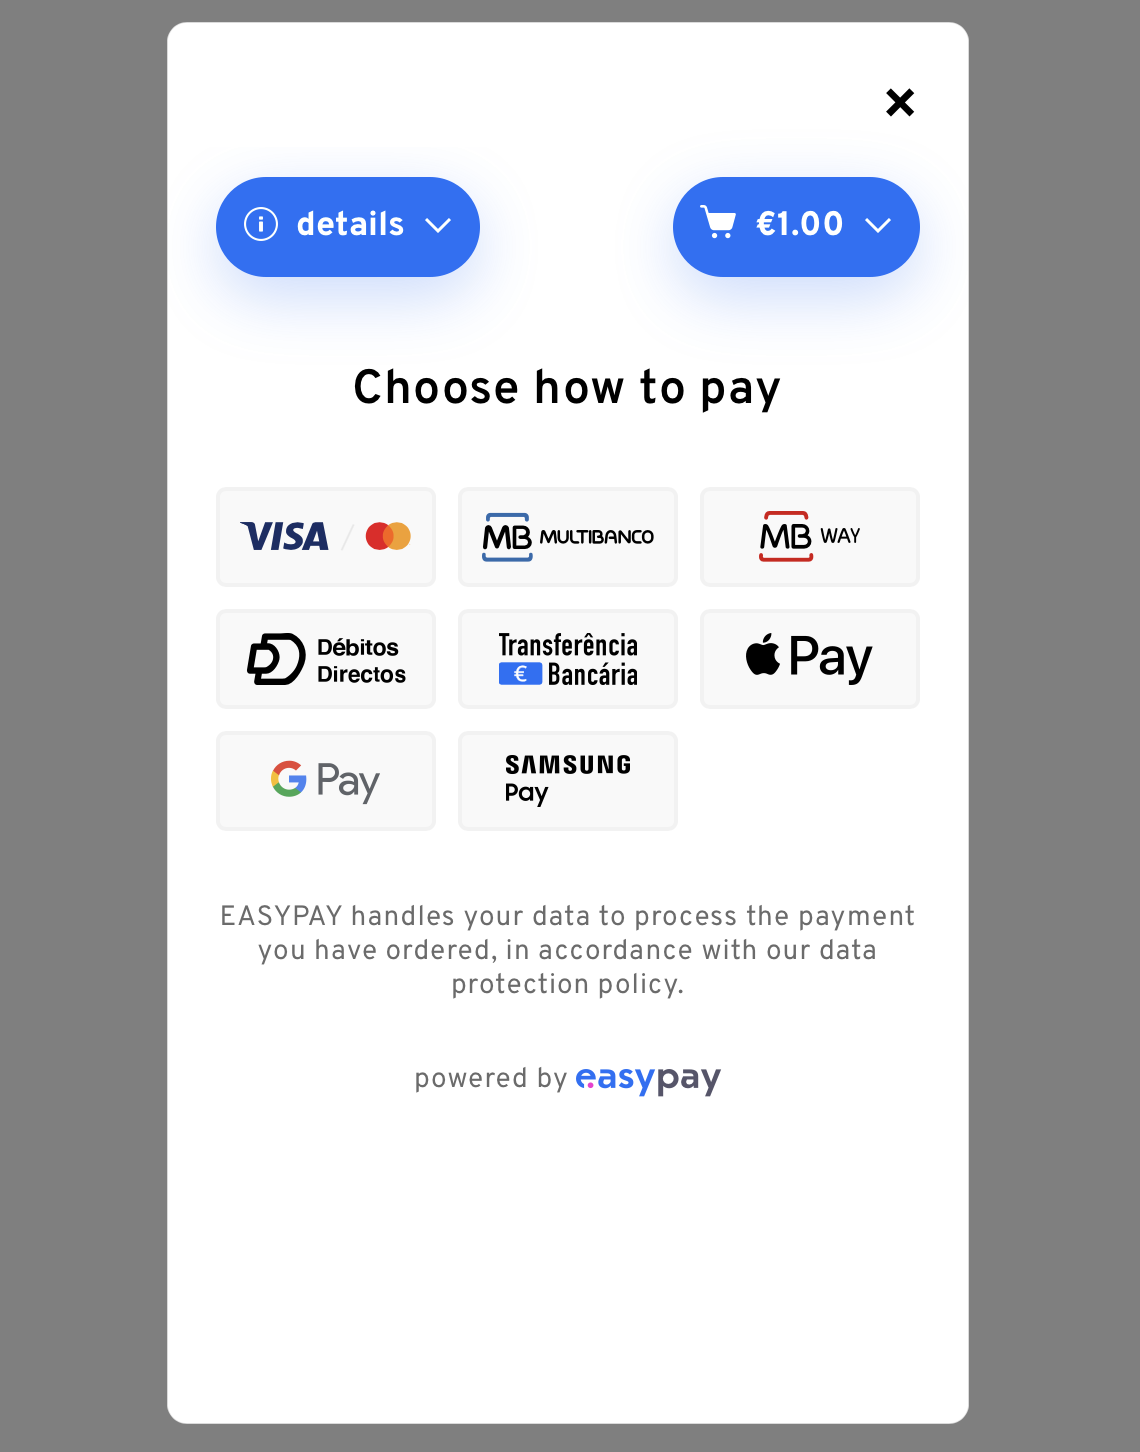 details
€1.00
Choose how to pay
VISA
MB MULTIBANCO
MB WAY
Débitos
Directos
Transferência
€ Bancária
Pay
G Pay
SAMSUNG
Pay
EASYPAY handles your data to process the payment
you have ordered, in accordance with our data
protection policy.
powered by easypay